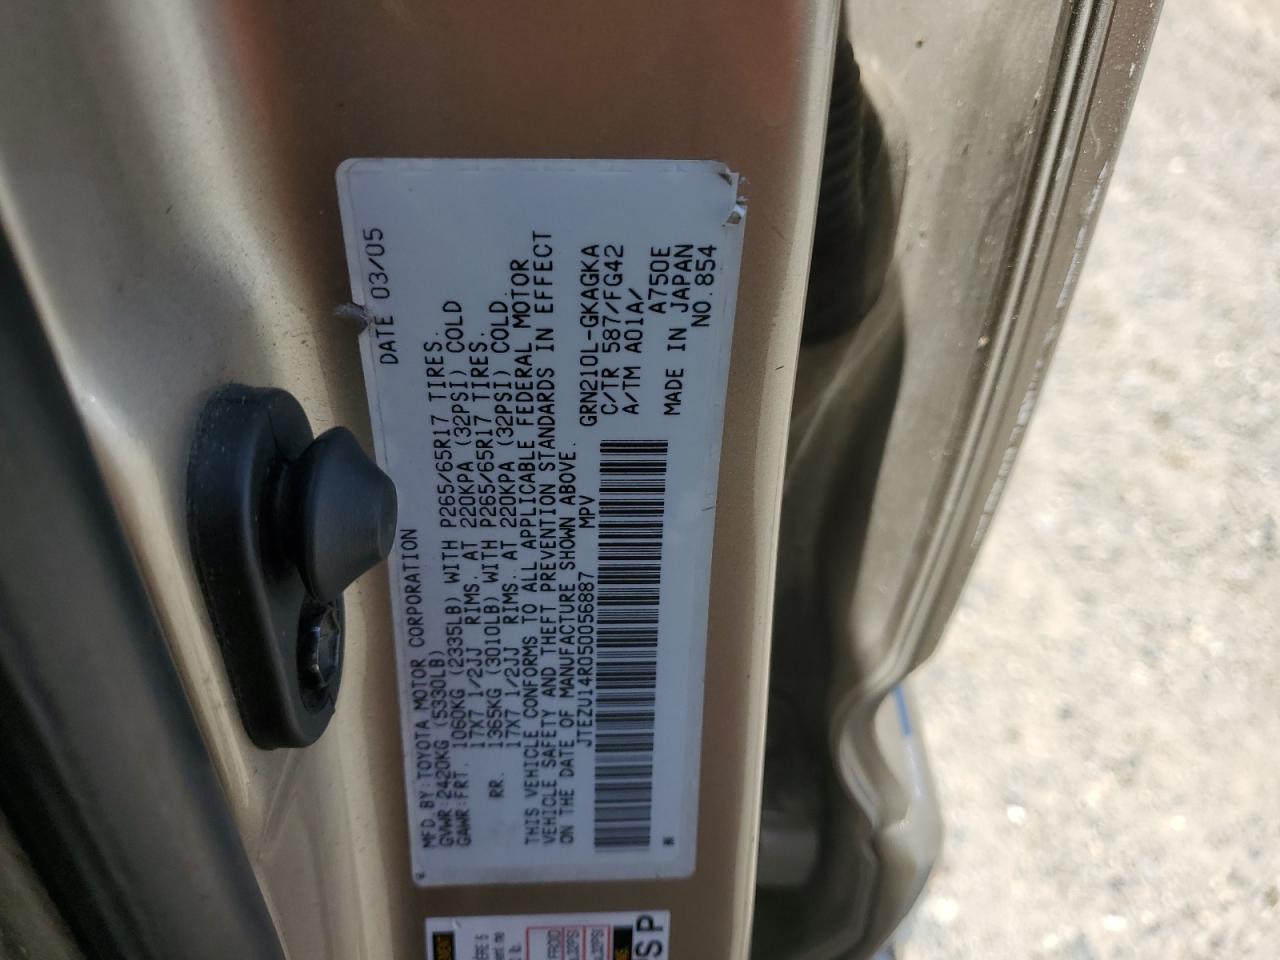 MFD. BY: TOYOTA MOTOR CORPORATION DATE 03/05
GVWR: 2420KG (5330LB)
GAWR: FRT. 1060KG (2335LB) WITH P265/65R17 TIRES.
17X7 1/2JJ RIMS. AT 220KPA (32PSI) COLD
RR. 1365KG (3010LB) WITH P265/65R17 TIRES.
17X7 1/2JJ RIMS. AT 220KPA (32PSI) COLD.
THIS VEHICLE CONFORMS TO ALL APPLICABLE FEDERAL MOTOR
VEHICLE SAFETY AND THEFT PREVENTION STANDARDS IN EFFECT
ON THE DATE OF MANUFACTURE SHOWN ABOVE.
JTEZU14R050056887 MPV
GRN210L-GKAGKA
C/TR 587/FG42
A/TM A01A/
A750E
MADE IN JAPAN
NO.854
SP